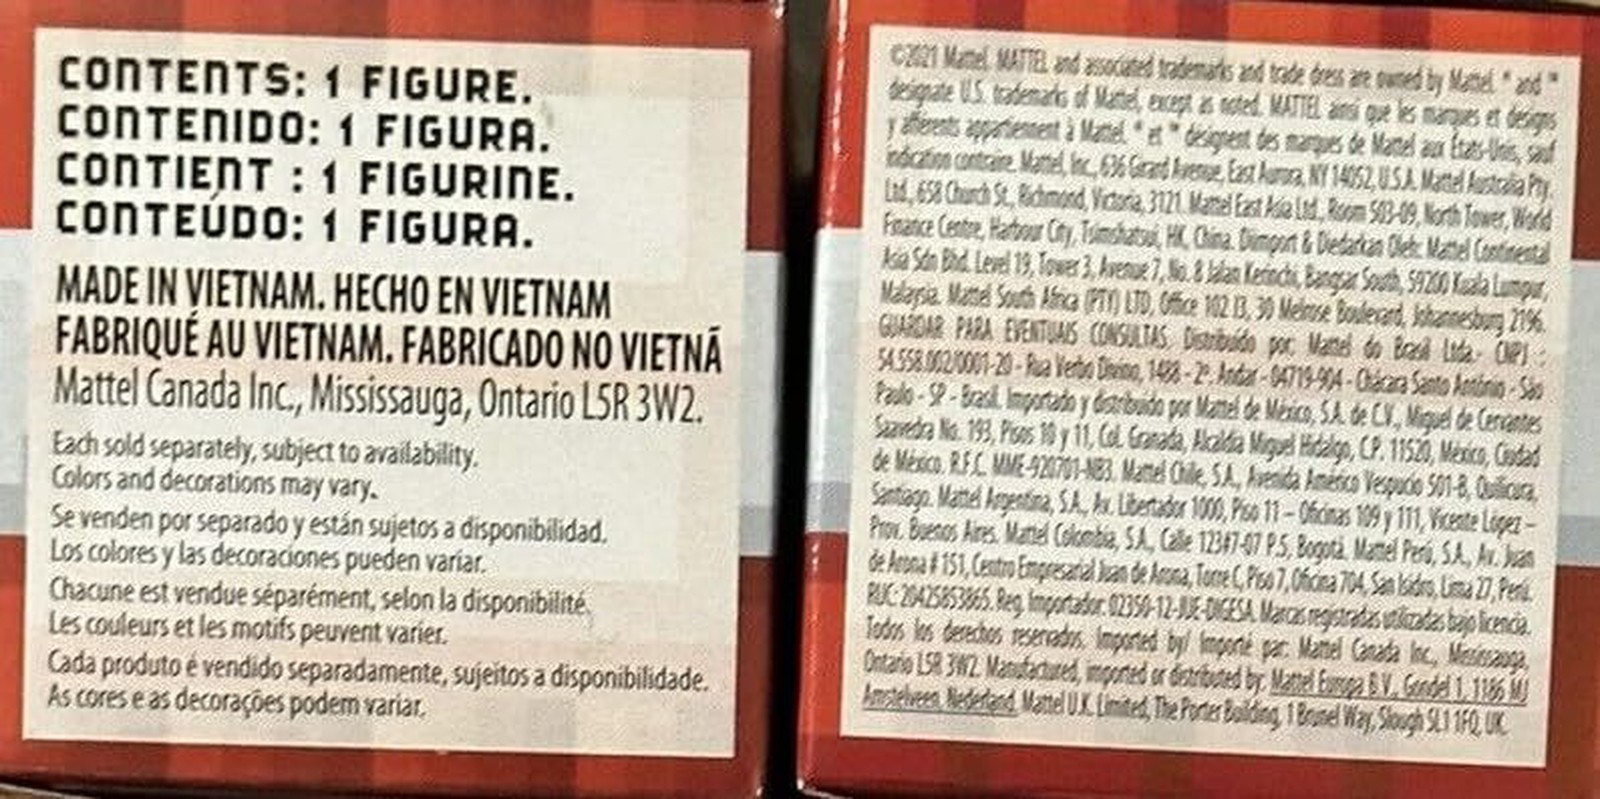 CONTENTS: 1 FIGURE.
CONTENIDO: 1 FIGURA.
CONTIENT : 1 FIGURINE.
CONTEÚDO: 1 FIGURA.
MADE IN VIETNAM. HECHO EN VIETNAM
FABRIQUÉ AU VIETNAM. FABRICADO NO VIETNÃ
Mattel Canada Inc., Mississauga, Ontario L5R 3W2.
Each sold separately, subject to availability.
Colors and decorations may vary.
Se venden por separado y están sujetos a disponibilidad.
Los colores y las decoraciones pueden variar.
Chacune est vendue séparément, selon la disponibilité.
Les couleurs et les motifs peuvent varier.
Cada produto é vendido separadamente, sujeitos a disponibilidade.
As cores e as decorações podem variar.
©2021 Mattel. MATTEL and associated trademarks and trade dress are owned by Mattel. ® and ™
designate U.S. trademarks of Mattel, except as noted. MATTEL ainsi que les marques et designs
y afférents appartiennent à Mattel. ® et ™ désignent des marques de Mattel aux États-Unis, sauf
indication contraire. Mattel, Inc., 636 Girard Avenue, East Aurora, NY 14052, U.S.A. Mattel Australia Pty.
Ltd., 658 Church St., Richmond, Victoria, 3121. Mattel East Asia Ltd., Room 503-09, North Tower, World
Finance Centre, Harbour City, Tsimshatsui, HK, China. Diimport & Diedarkan Oleh: Mattel Continental
Asia Sdn Bhd. Level 19, Tower 3, Avenue 7, No. 8 Jalan Kerinchi, Bangsar South, 59200 Kuala Lumpur,
Malaysia. Mattel South Africa (PTY) LTD, Office 102 I3, 30 Melrose Boulevard, Johannesburg 2196.
GUARDAR PARA EVENTUAIS CONSULTAS. Distribuído por: Mattel do Brasil Ltda.- CNPJ :
54.558.002/0001-20 - Rua Verbo Divino, 1488 - 2º. Andar - 04719-904 - Chácara Santo Antônio - São
Paulo - SP - Brasil. Importado y distribuido por Mattel de México, S.A. de C.V., Miguel de Cervantes
Saavedra No. 193, Pisos 10 y 11, Col. Granada, Alcaldía Miguel Hidalgo, C.P. 11520, México, Ciudad
de México. R.F.C. MME-920701-NB3. Mattel Chile, S.A., Avenida Américo Vespucio 501-B, Quilicura,
Santiago. Mattel Argentina, S.A., Av. Libertador 1000, Piso 11 – Oficinas 109 y 111, Vicente López –
Prov. Buenos Aires. Mattel Colombia, S.A., Calle 123#7-07 P.5, Bogotá. Mattel Perú, S.A., Av. Juan
de Arona # 151, Centro Empresarial Juan de Arona, Torre C, Piso 7, Oficina 704, San Isidro, Lima 27, Perú.
RUC: 20425853865. Reg. Importador: 02350-12-JUE-DIGESA. Marcas registradas utilizadas bajo licencia.
Todos los derechos reservados. Imported by/ Importé par: Mattel Canada Inc., Mississauga,
Ontario L5R 3W2. Manufactured, imported or distributed by: Mattel Europa B.V., Gondel 1, 1186 MJ
Amstelveen, Nederland. Mattel U.K. Limited, The Porter Building, 1 Brunel Way, Slough SL1 1FQ, UK.